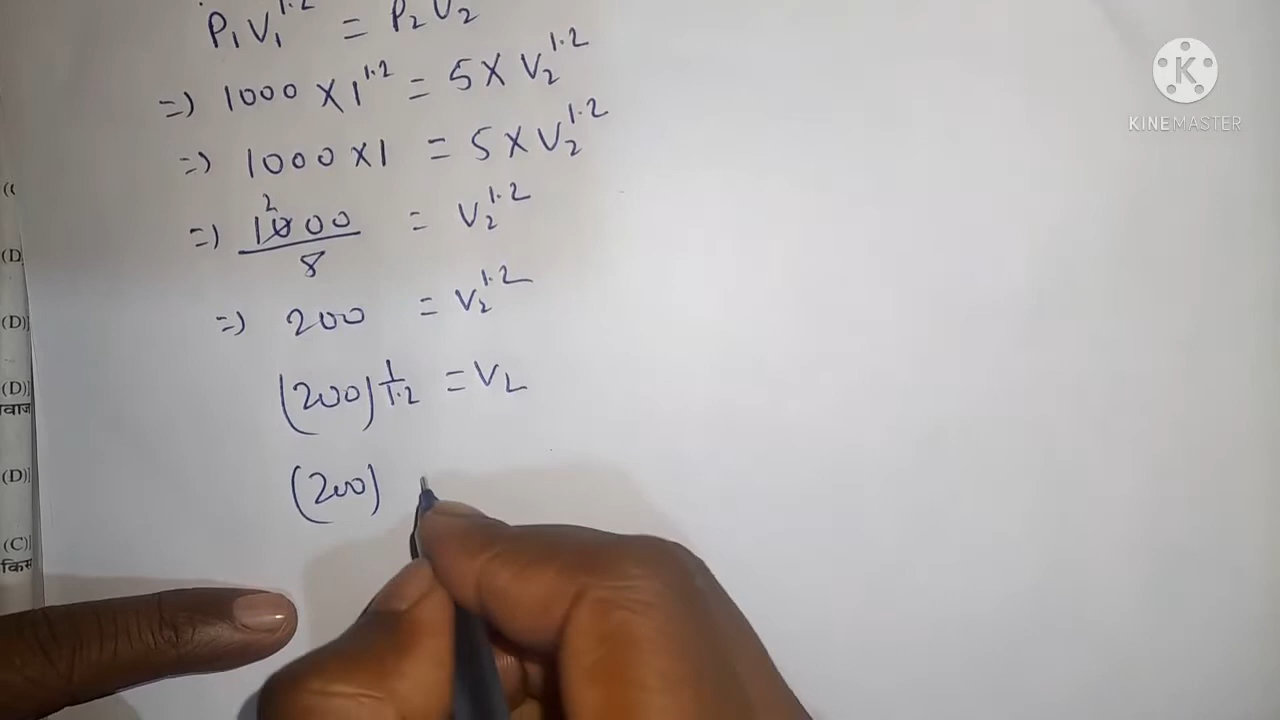 P₁V₁^1.2 = P₂V₂
=) 1000 × 1^1.2 = 5 × V₂^1.2
=) 1000 × 1 = 5 × V₂^1.2
=) 1000/5 = V₂^1.2
2
=) 200 = V₂^1.2
(200)^1/1.2 = V₂
(200)
((
(D
(D)]
(D)]
वाज
(D)]
(C)]
किस
K
KINEMASTER